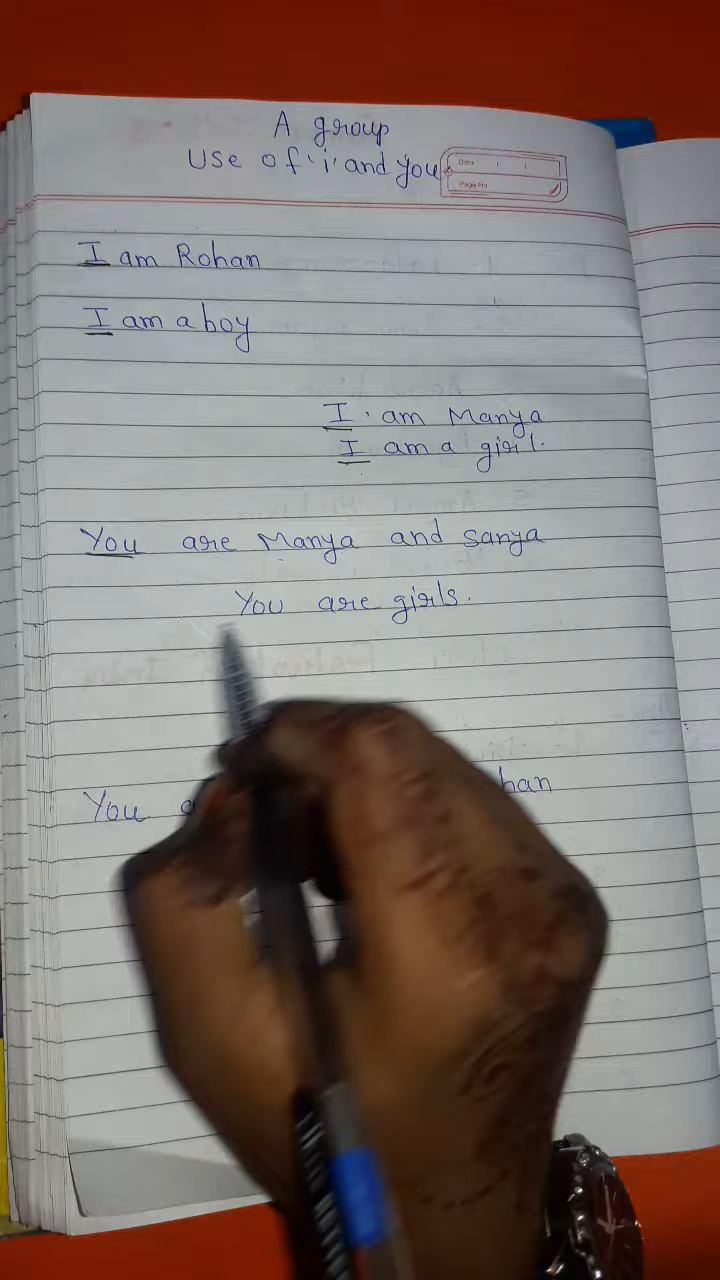 A group
Use of 'i' and you
Date
Page No
I am Rohan
I am a boy
I am Manya
I am a girl.
You are Manya and Sanya
You are girls.
You